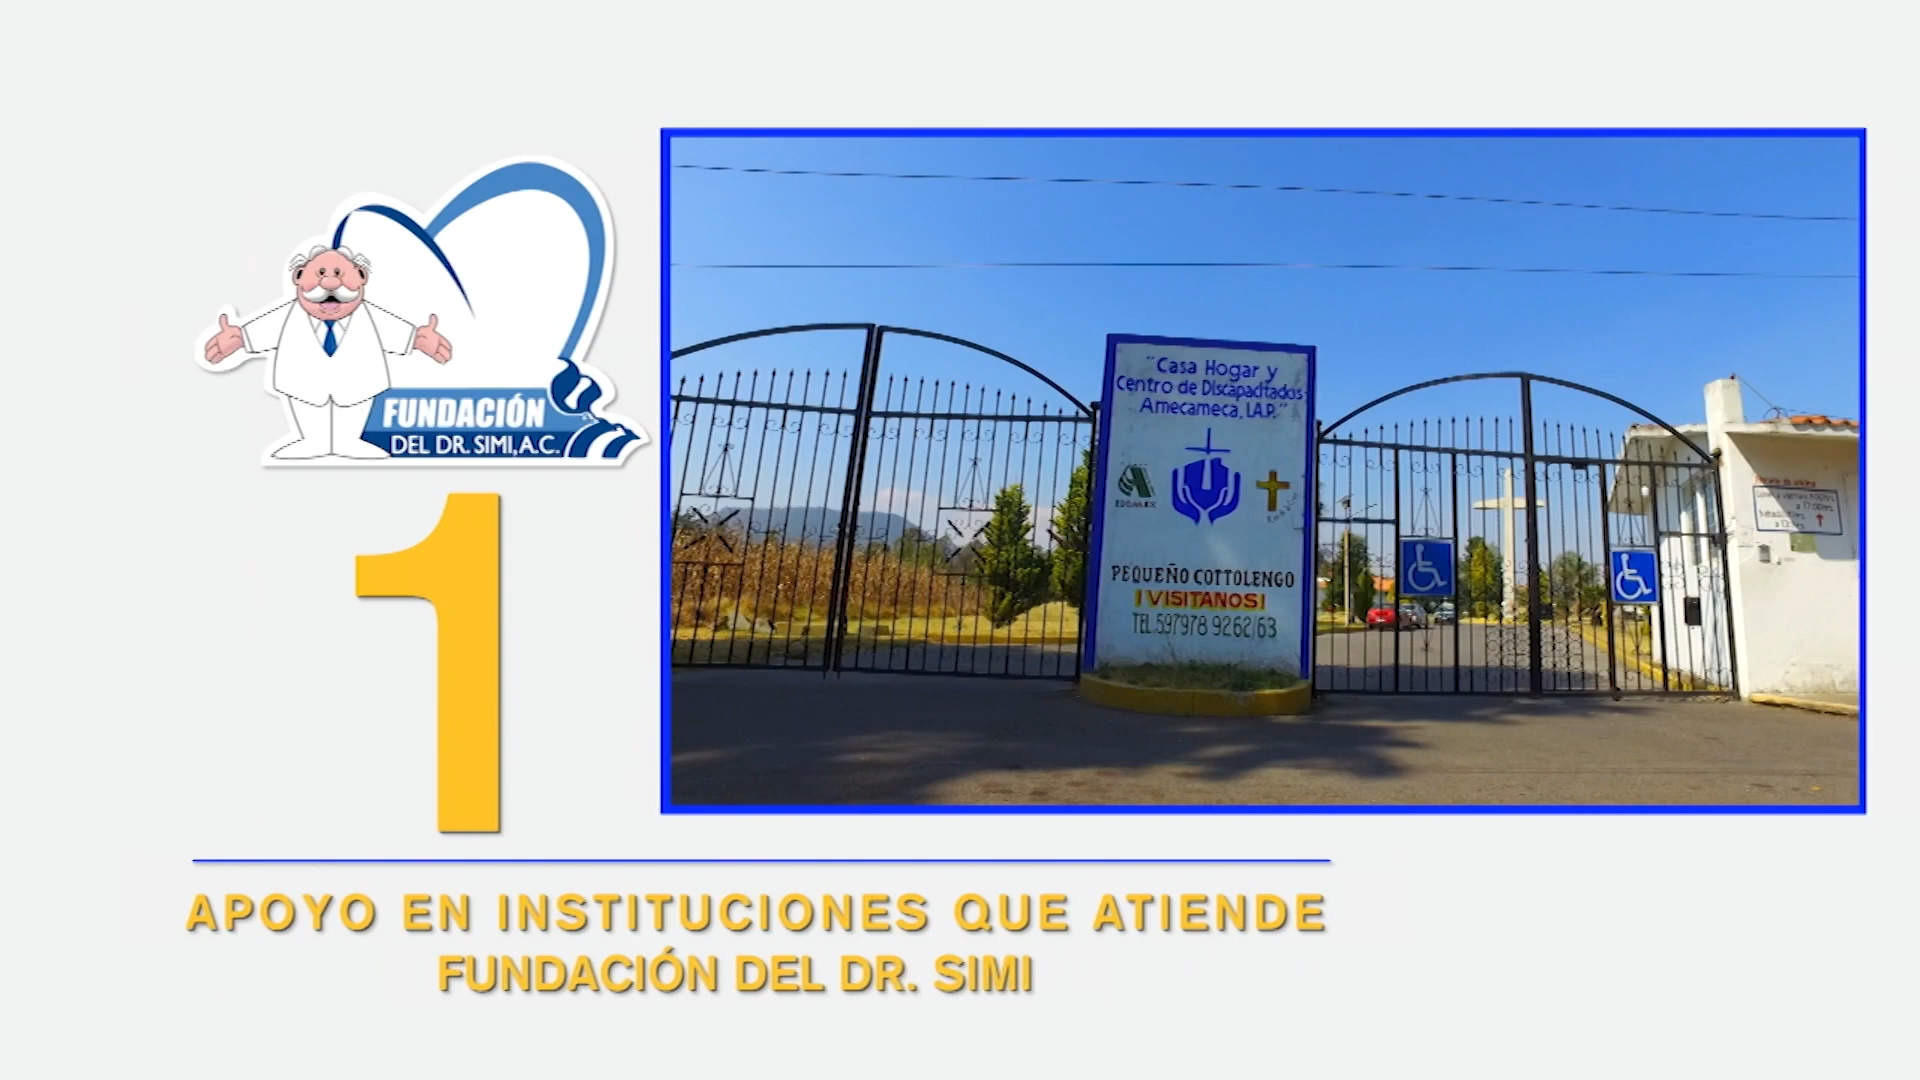 FUNDACIÓN
DEL DR. SIMI, A.C.
1
APOYO EN INSTITUCIONES QUE ATIENDE
FUNDACIÓN DEL DR. SIMI
"Casa Hogar y
Centro de Discapacitados
Amecameca, I.A.P."
EDOMEX
PEQUEÑO COTTOLENGO
¡VISITANOS!
TEL. 597978 9262/63